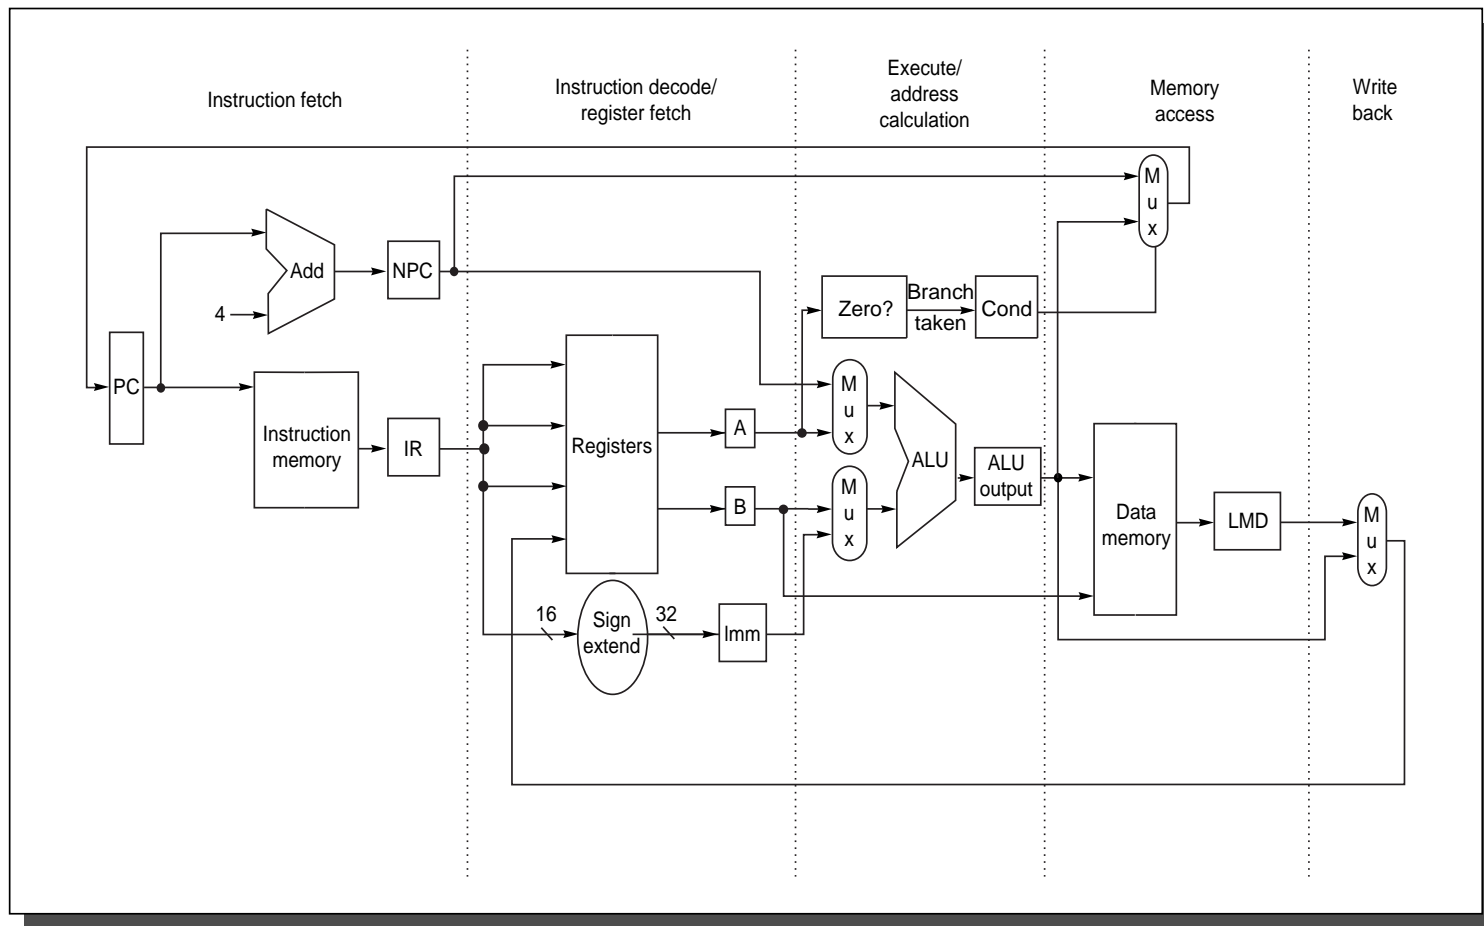 Instruction fetch
Instruction decode/
register fetch
Execute/
address
calculation
Memory
access
Write
back
M
u
x
Add
NPC
4
Zero?
Branch
taken
Cond
PC
Instruction
memory
IR
Registers
A
B
M
u
x
M
u
x
ALU
ALU
output
Data
memory
LMD
M
u
x
16
Sign
extend
32
Imm